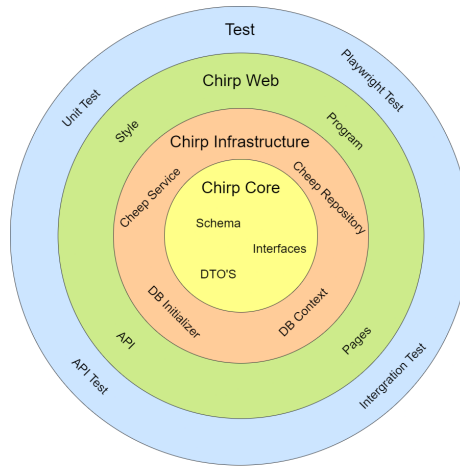 Test
Unit Test
Playwright Test
Chirp Web
Style
Program
Chirp Infrastructure
Cheep Service
Cheep Repository
Chirp Core
Schema
Interfaces
DTO'S
DB Initializer
DB Context
API
Pages
API Test
Intergration Test